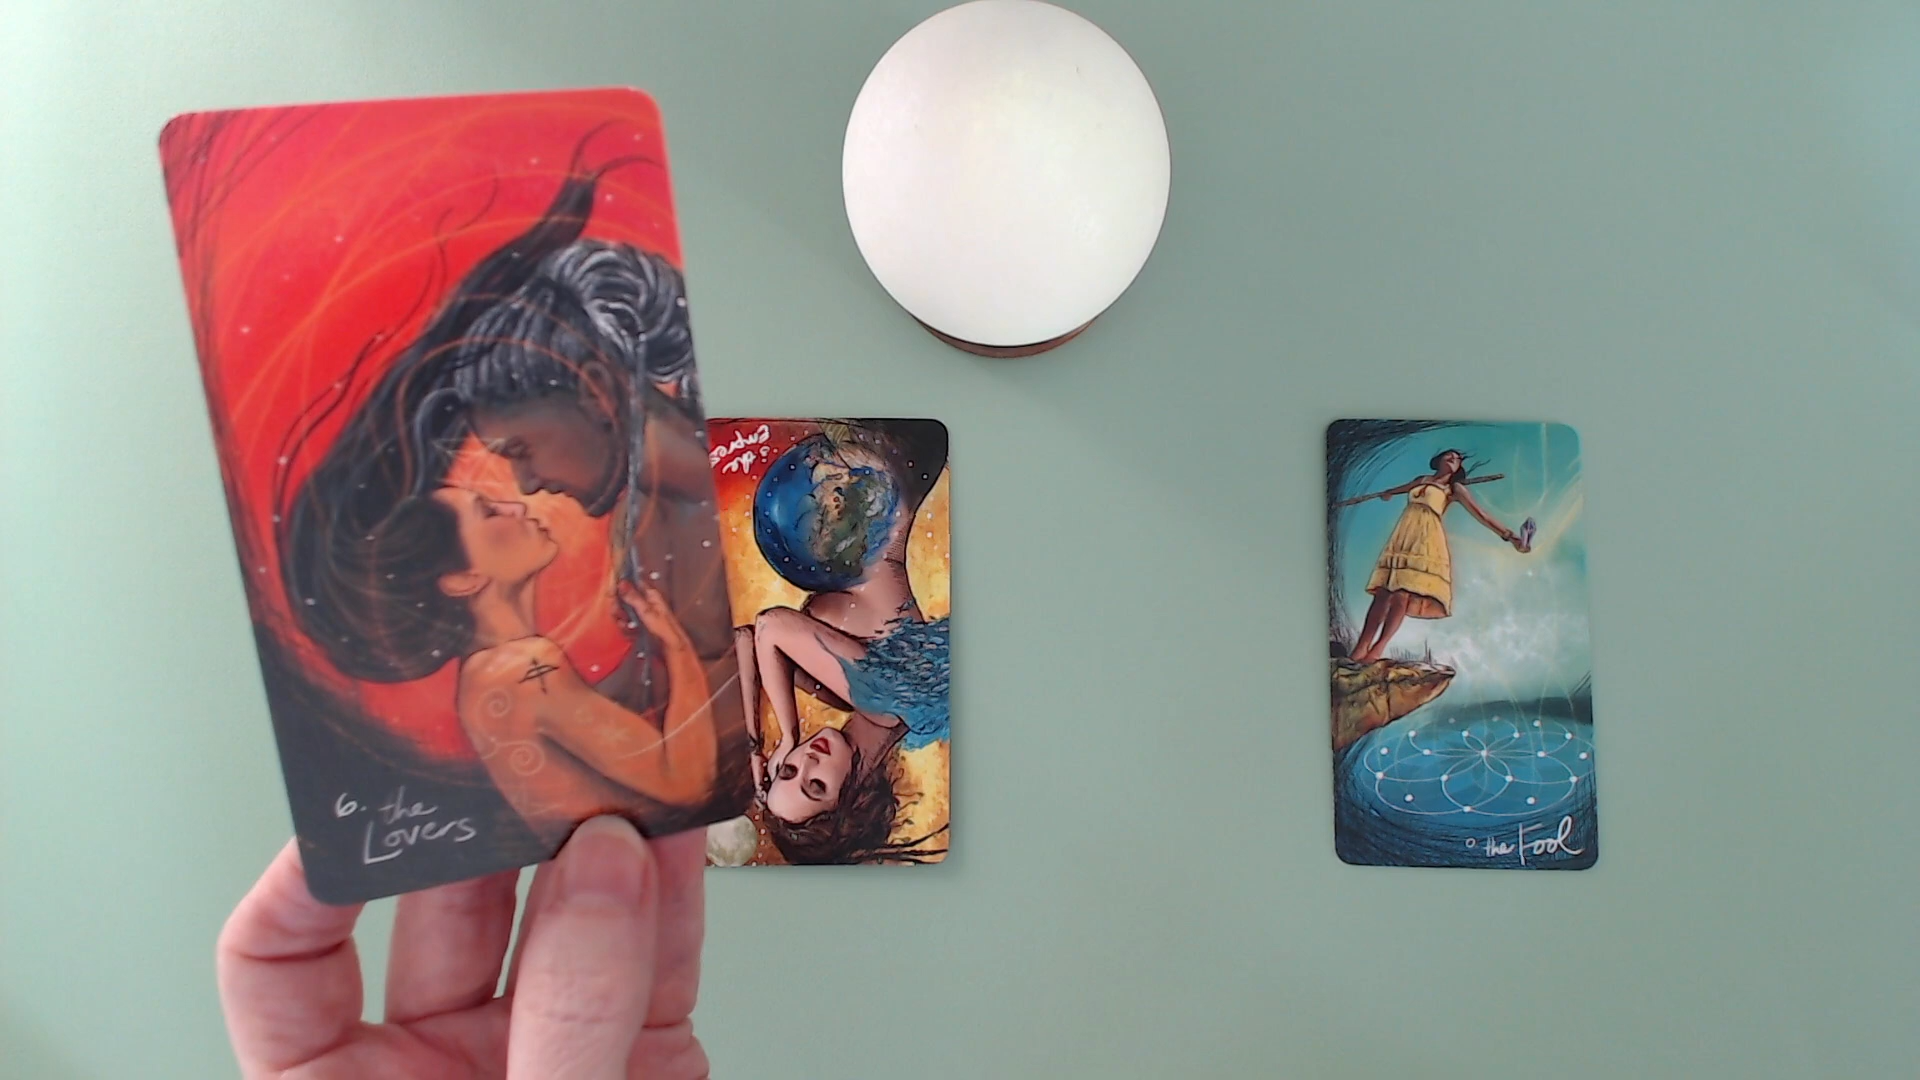 6. the
Lovers
3. the
Empress
0 the Fool